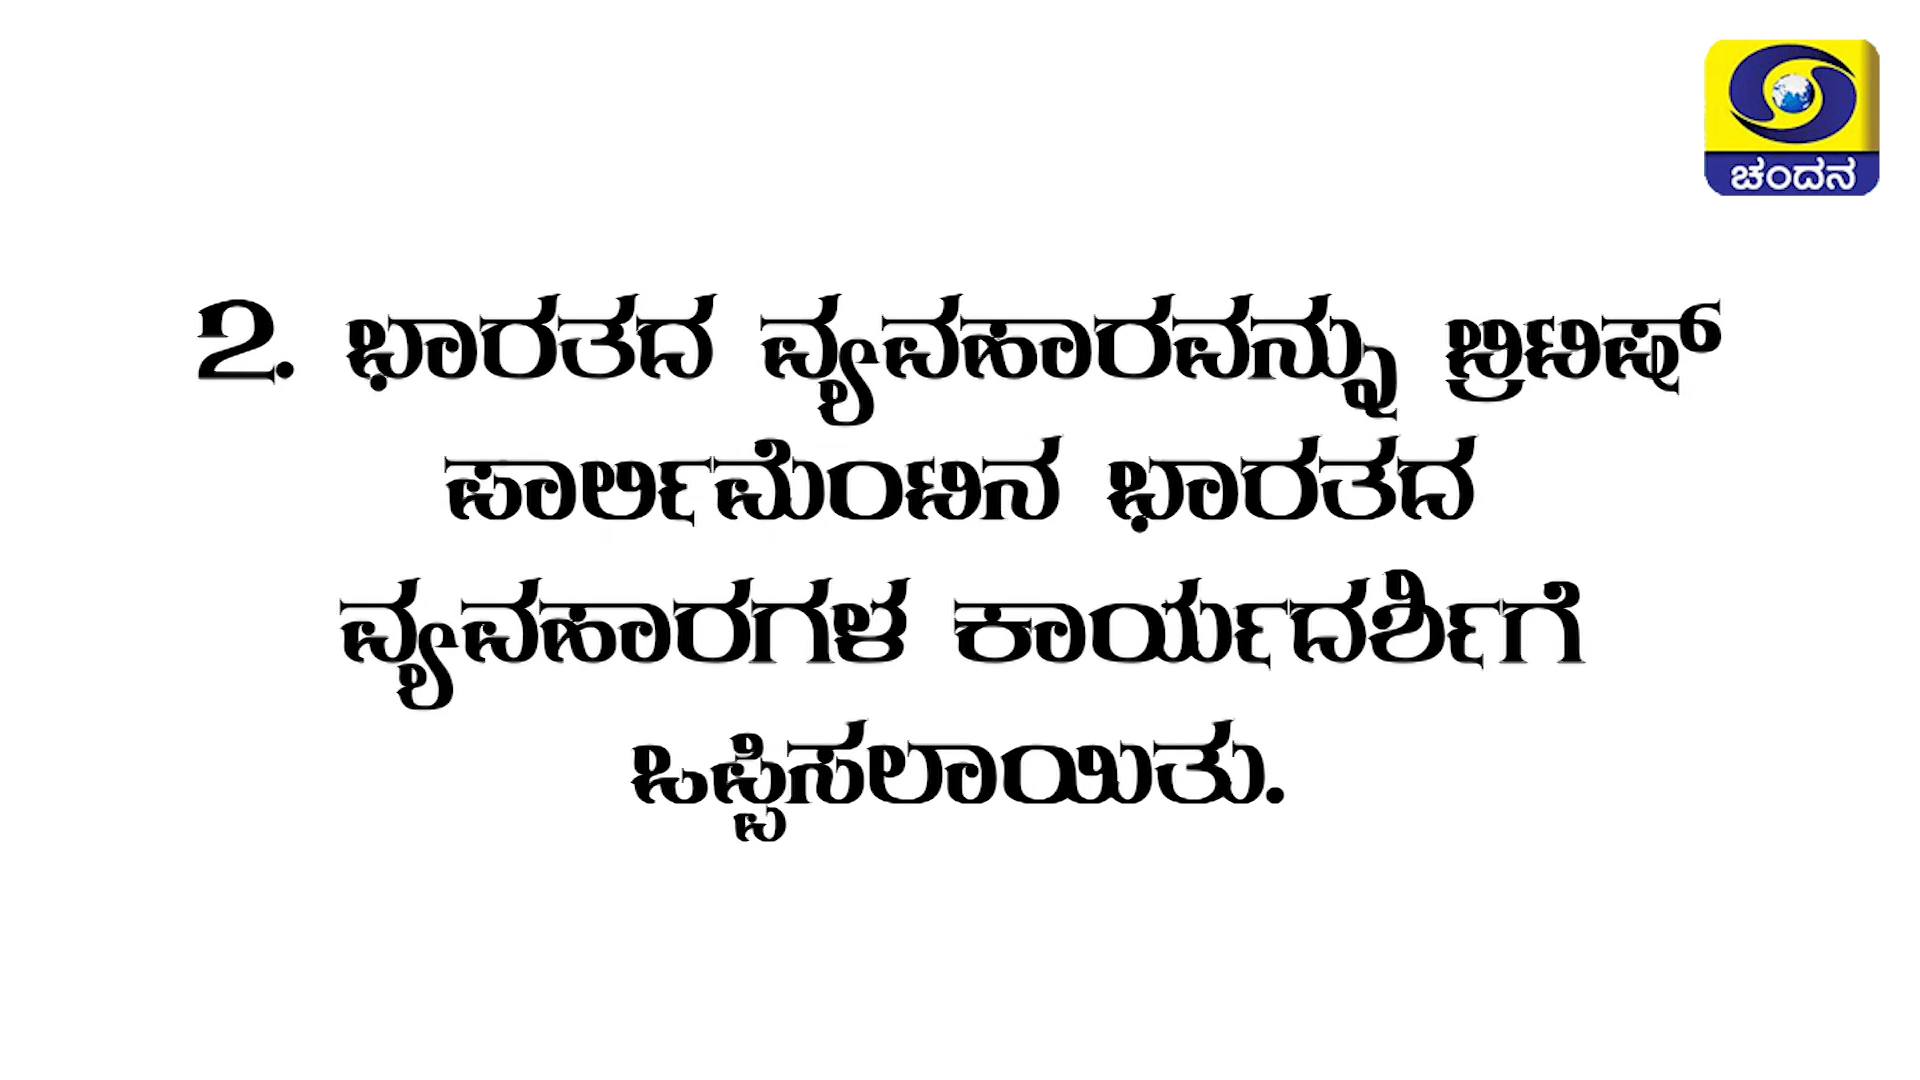 ಚಂದನ
2. ಭಾರತದ ವ್ಯವಹಾರವನ್ನು ಬ್ರಿಟಿಷ್
ಪಾರ್ಲಿಮೆಂಟಿನ ಭಾರತದ
ವ್ಯವಹಾರಗಳ ಕಾರ್ಯದರ್ಶಿಗೆ
ಒಪ್ಪಿಸಲಾಯಿತು.